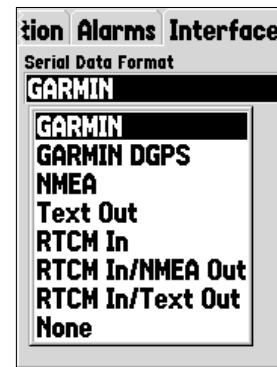 tion Alarms Interface
Serial Data Format
GARMIN
GARMIN
GARMIN DGPS
NMEA
Text Out
RTCM In
RTCM In/NMEA Out
RTCM In/Text Out
None